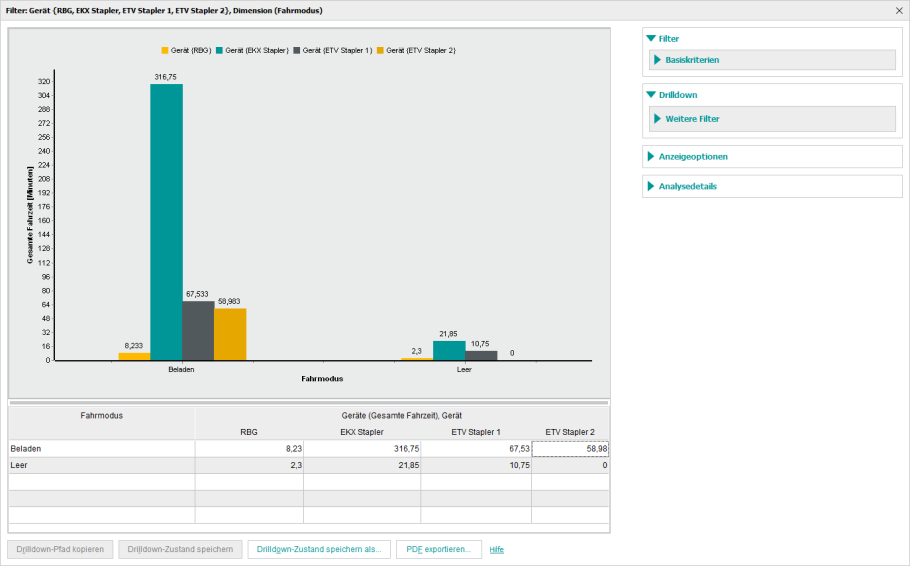 Filter: Gerät {RBG, EKX Stapler, ETV Stapler 1, ETV Stapler 2}, Dimension (Fahrmodus)
Gerät {RBG} Gerät {EKX Stapler} Gerät {ETV Stapler 1} Gerät {ETV Stapler 2}
Gesamte Fahrzeit [Minuten]
320
304
288
272
256
240
224
208
192
176
160
144
128
112
96
80
64
48
32
16
0
8,233
316,75
67,533
58,983
2,3
21,85
10,75
0
Beladen
Leer
Fahrmodus
Fahrmodus Geräte (Gesamte Fahrzeit), Gerät
RBG EKX Stapler ETV Stapler 1 ETV Stapler 2
Beladen 8,23 316,75 67,53 58,98
Leer 2,3 21,85 10,75 0
Filter
Basiskriterien
Drilldown
Weitere Filter
Anzeigeoptionen
Analysedetails
Drilldown-Pfad kopieren Drilldown-Zustand speichern Drilldown-Zustand speichern als... PDF exportieren... Hilfe